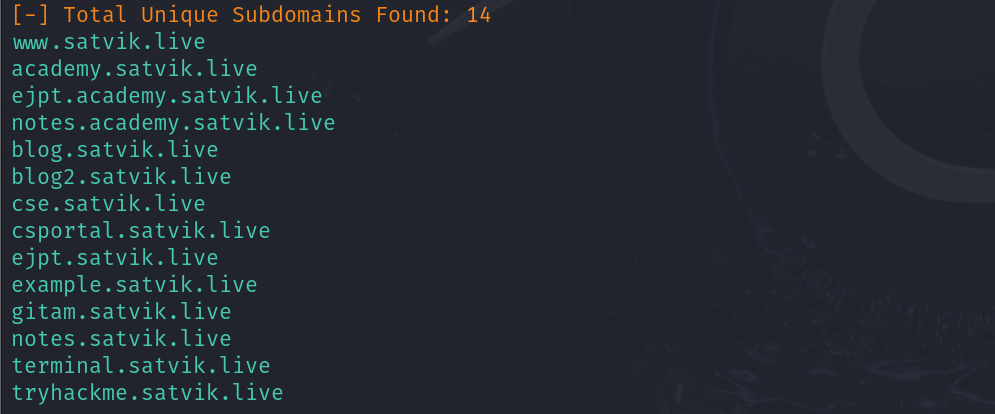 [-] Total Unique Subdomains Found: 14
www.satvik.live
academy.satvik.live
ejpt.academy.satvik.live
notes.academy.satvik.live
blog.satvik.live
blog2.satvik.live
cse.satvik.live
csportal.satvik.live
ejpt.satvik.live
example.satvik.live
gitam.satvik.live
notes.satvik.live
terminal.satvik.live
tryhackme.satvik.live